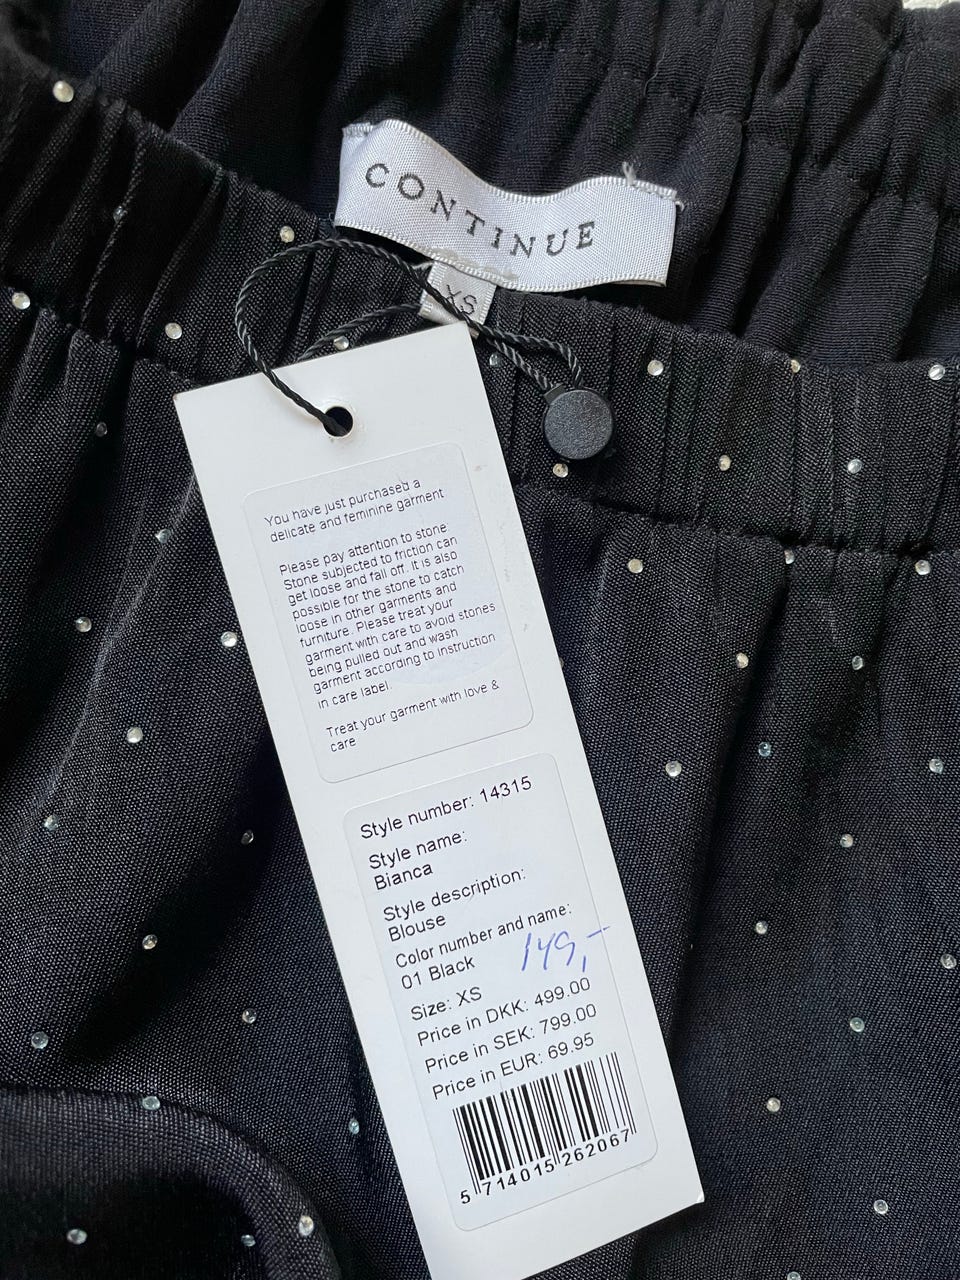 CONTINUE
XS
You have just purchased a
delicate and feminine garment
Please pay attention to stone
Stone subjected to friction can
get loose and fall off. It is also
possible for the stone to catch
loose in other garments and
furniture. Please treat your
garment with care to avoid stones
being pulled out and wash
garment according to instruction
in care label.
Treat your garment with love &
care
Style number: 14315
Style name:
Bianca
Style description:
Blouse
Color number and name:
01 Black
149,-
Size: XS
Price in DKK: 499.00
Price in SEK: 799.00
Price in EUR: 69.95
5 714015 262067